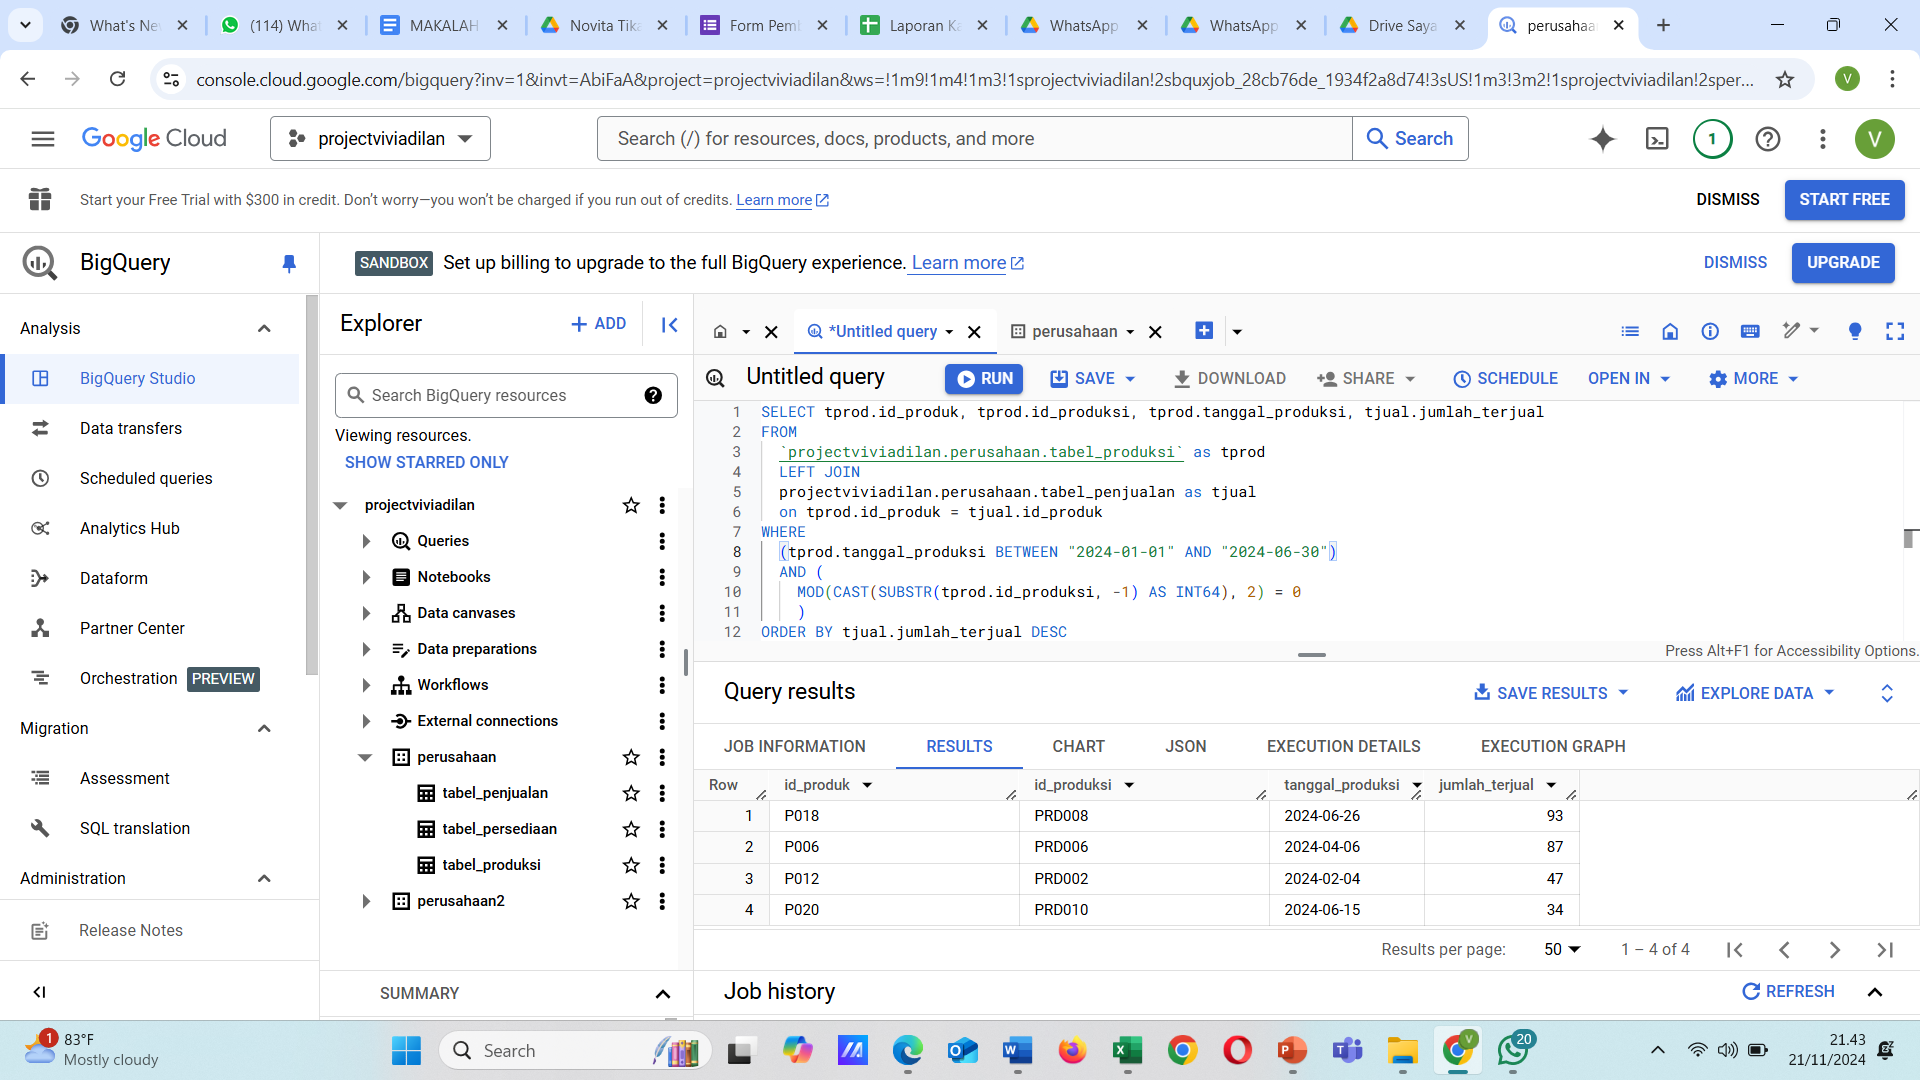 What's Ne
(114) What
MAKALAH
Novita Tika
Form Pemb
Laporan Ka
WhatsApp
WhatsApp
Drive Saya
perusahaa
console.cloud.google.com/bigquery?inv=1&invt=AbiFaA&project=projectviviadilan&ws=!1m9!1m4!1m3!1sprojectviviadilan!2sbquxjob_28cb76de_1934f2a8d74!3sUS!1m3!3m2!1sprojectviviadilan!2sper...
V
Google Cloud
projectviviadilan
Search (/) for resources, docs, products, and more
Search
1
V
Start your Free Trial with $300 in credit. Don't worry—you won't be charged if you run out of credits. Learn more
DISMISS
START FREE
BigQuery
SANDBOX Set up billing to upgrade to the full BigQuery experience. Learn more
DISMISS
UPGRADE
Analysis
BigQuery Studio
Data transfers
Scheduled queries
Analytics Hub
Dataform
Partner Center
Orchestration PREVIEW
Migration
Assessment
SQL translation
Administration
Release Notes
Explorer
ADD
Search BigQuery resources
Viewing resources.
SHOW STARRED ONLY
projectviviadilan
Queries
Notebooks
Data canvases
Data preparations
Workflows
External connections
perusahaan
tabel_penjualan
tabel_persediaan
tabel_produksi
perusahaan2
SUMMARY
*Untitled query
perusahaan
Untitled query
RUN
SAVE
DOWNLOAD
SHARE
SCHEDULE
OPEN IN
MORE
1 SELECT tprod.id_produk, tprod.id_produksi, tprod.tanggal_produksi, tjual.jumlah_terjual
2 FROM
3 `projectviviadilan.perusahaan.tabel_produksi` as tprod
4 LEFT JOIN
5 projectviviadilan.perusahaan.tabel_penjualan as tjual
6 on tprod.id_produk = tjual.id_produk
7 WHERE
8 (tprod.tanggal_produksi BETWEEN "2024-01-01" AND "2024-06-30")
9 AND (
10 MOD(CAST(SUBSTR(tprod.id_produksi, -1) AS INT64), 2) = 0
11 )
12 ORDER BY tjual.jumlah_terjual DESC
Press Alt+F1 for Accessibility Options.
Query results
SAVE RESULTS
EXPLORE DATA
JOB INFORMATION
RESULTS
CHART
JSON
EXECUTION DETAILS
EXECUTION GRAPH
Row id_produk id_produksi tanggal_produksi jumlah_terjual
1 P018 PRD008 2024-06-26 93
2 P006 PRD006 2024-04-06 87
3 P012 PRD002 2024-02-04 47
4 P020 PRD010 2024-06-15 34
Results per page: 50 1 – 4 of 4
Job history
REFRESH
1
83°F
Mostly cloudy
Search
20
21.43
21/11/2024